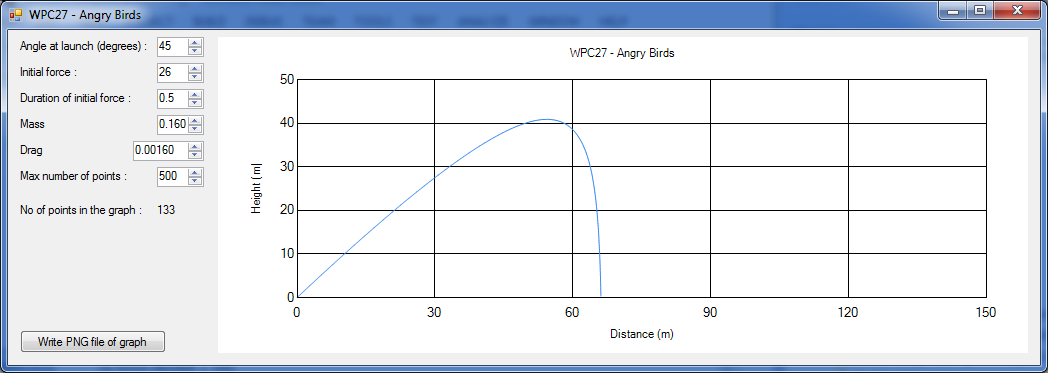 WPC27 - Angry Birds
Angle at launch (degrees) : 45
Initial force : 26
Duration of initial force : 0.5
Mass 0.160
Drag 0.00160
Max number of points : 500
No of points in the graph : 133
Write PNG file of graph
WPC27 - Angry Birds
50
40
30
20
10
0
Height (m)
0 30 60 90 120 150
Distance (m)